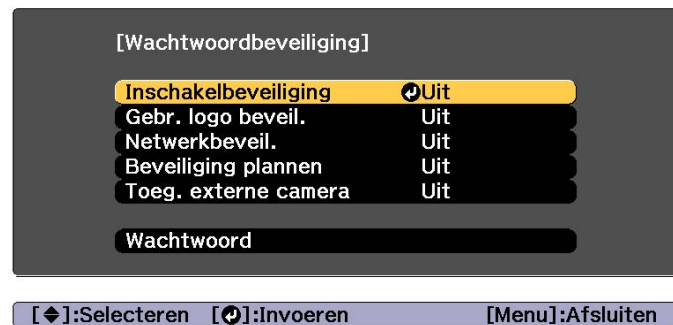 [Wachtwoordbeveiliging]
Inschakelbeveiliging Uit
Gebr. logo beveil. Uit
Netwerkbeveil. Uit
Beveiliging plannen Uit
Toeg. externe camera Uit
Wachtwoord
[]:Selecteren []:Invoeren [Menu]:Afsluiten